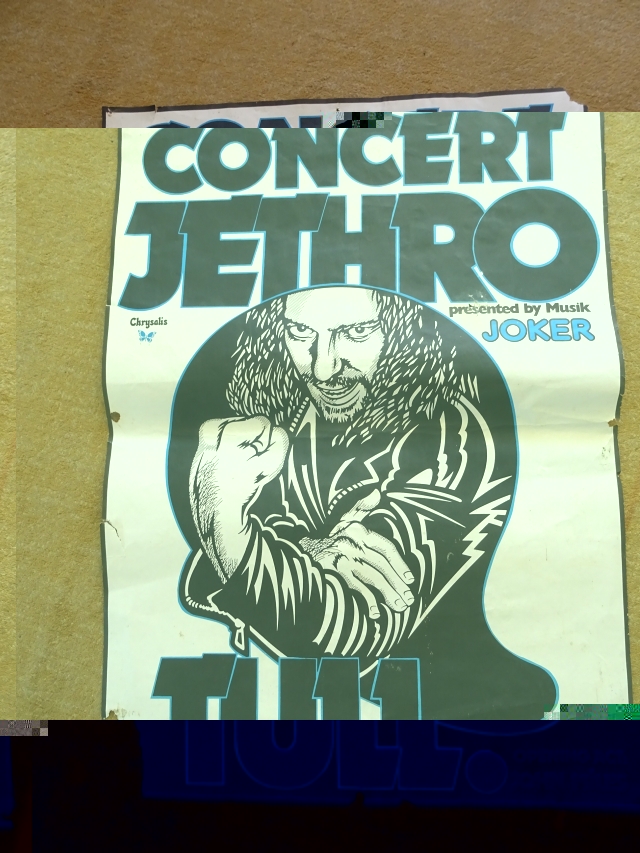 CONCERT
JETHRO
Chrysalis
presented by Musik
JOKER
TULL